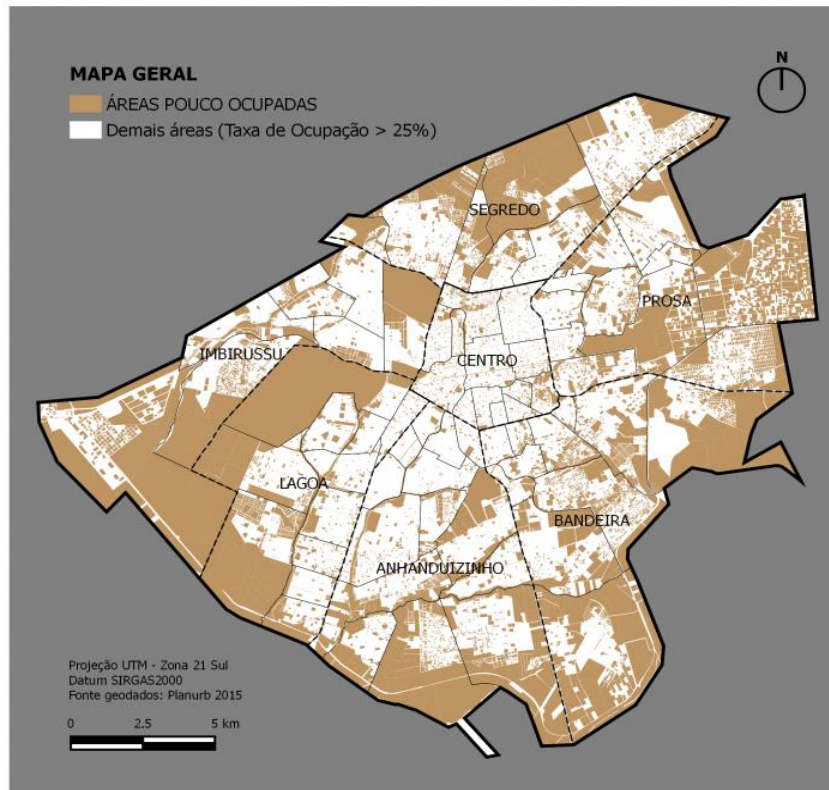 MAPA GERAL
ÁREAS POUCO OCUPADAS
Demais áreas (Taxa de Ocupação > 25%)
N
SEGREDO
PROSA
IMBIRUSSU
CENTRO
LAGOA
BANDEIRA
ANHANDUIZINHO
Projeção UTM - Zona 21 Sul
Datum SIRGAS2000
Fonte geodados: Planurb 2015
0 2.5 5 km